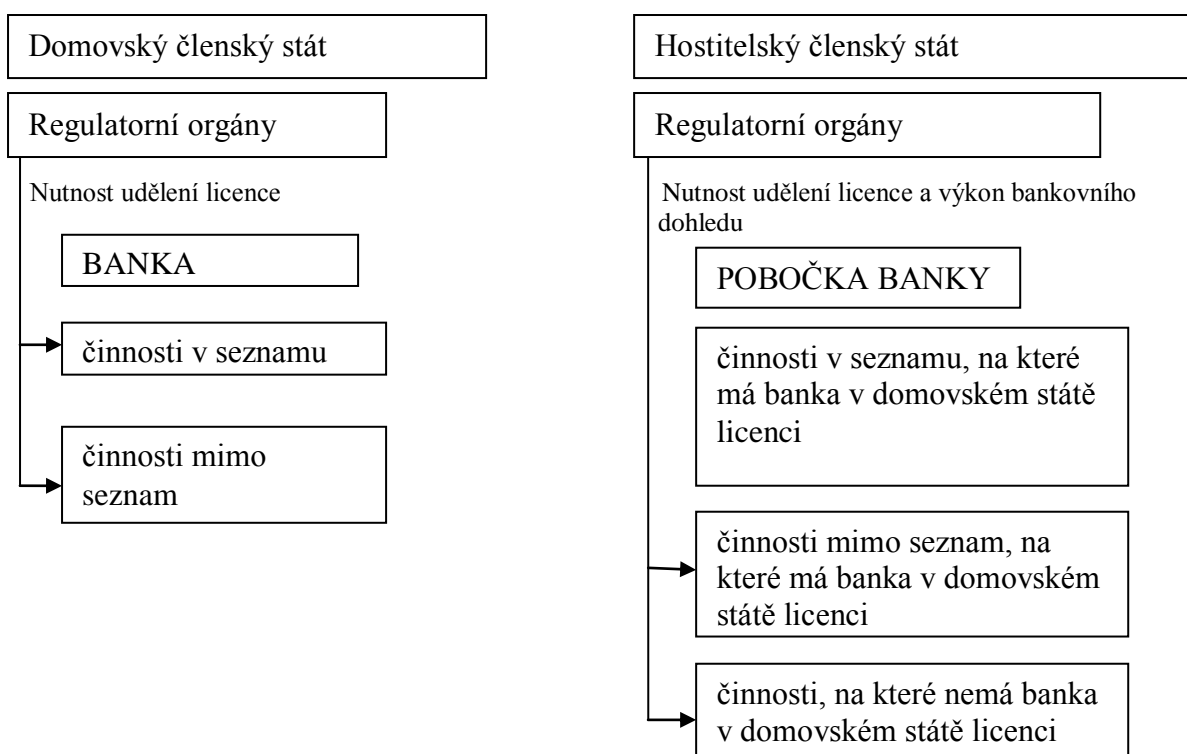 Domovský členský stát
Regulatorní orgány
Nutnost udělení licence
BANKA
činnosti v seznamu
činnosti mimo
seznam
Hostitelský členský stát
Regulatorní orgány
Nutnost udělení licence a výkon bankovního
dohledu
POBOČKA BANKY
činnosti v seznamu, na které
má banka v domovském státě
licenci
činnosti mimo seznam, na
které má banka v domovském
státě licenci
činnosti, na které nemá banka
v domovském státě licenci